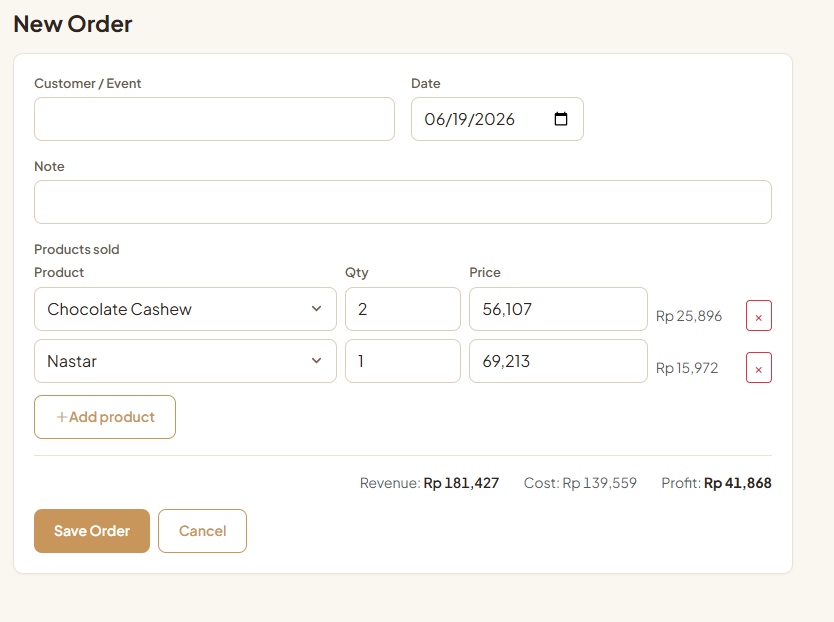 New Order
Customer / Event Date
06/19/2026
Note
Products sold
Product Qty Price
Chocolate Cashew 2 56,107 Rp 25,896 ×
Nastar 1 69,213 Rp 15,972 ×
+Add product
Revenue: Rp 181,427 Cost: Rp 139,559 Profit: Rp 41,868
Save Order Cancel